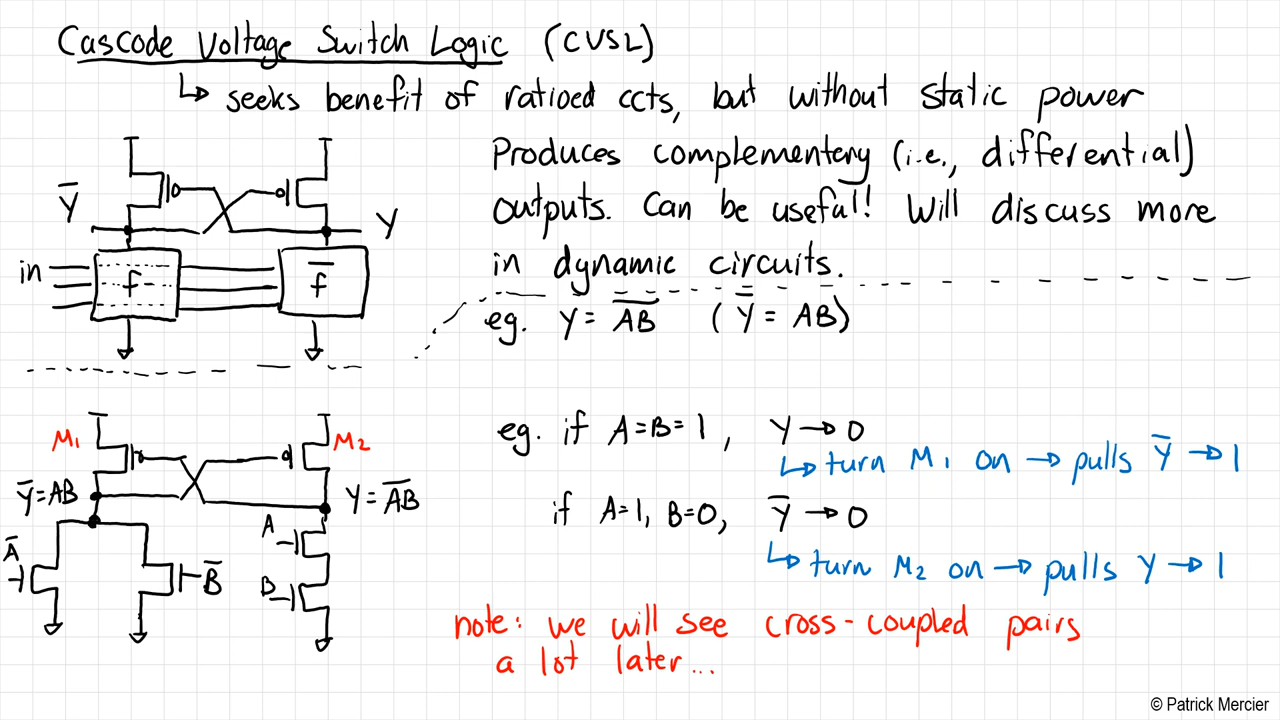 Cascode Voltage Switch Logic (CVSL)
↳ seeks benefit of ratioed ccts, but without static power
Produces complementery (i.e., differential)
outputs. Can be useful! Will discuss more
in dynamic circuits.
Y̅
Y
in
f
f̅
eg. Y = A̅B̅ (Y̅ = AB)
M1
M2
Y̅=AB
Y=A̅B̅
A̅
B̅
A
B
eg. if A=B=1, Y→0
↳ turn M1 on → pulls Y̅ → 1
if A=1, B=0, Y̅ → 0
↳ turn M2 on → pulls Y → 1
note: we will see cross-coupled pairs
a lot later...
© Patrick Mercier